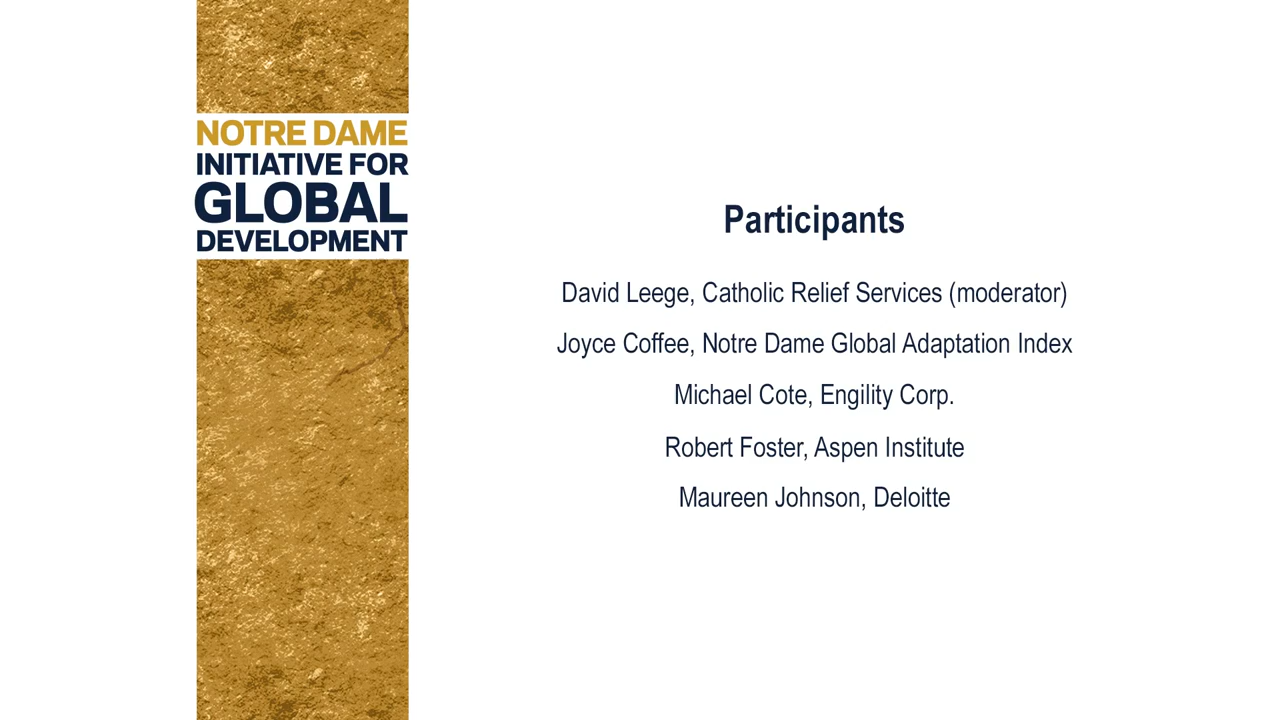 NOTRE DAME
INITIATIVE FOR
GLOBAL
DEVELOPMENT
Participants
David Leege, Catholic Relief Services (moderator)
Joyce Coffee, Notre Dame Global Adaptation Index
Michael Cote, Engility Corp.
Robert Foster, Aspen Institute
Maureen Johnson, Deloitte